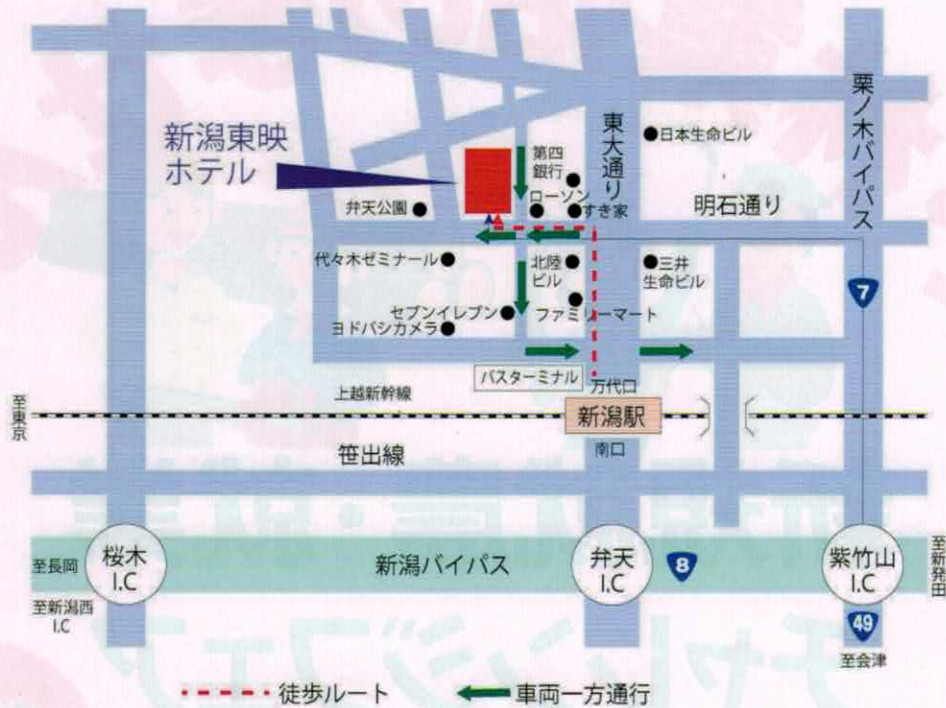 新潟東映
ホテル
第四
銀行
ローソン
すき家
東大通り
日本生命ビル
栗ノ木バイパス
明石通り
弁天公園
代々木ゼミナール
北陸
ビル
三井
生命ビル
7
セブンイレブン
ファミリーマート
ヨドバシカメラ
バスターミナル
万代口
上越新幹線
至東京
新潟駅
南口
笹出線
至長岡
桜木
I.C
新潟バイパス
弁天
I.C
8
紫竹山
I.C
至新発田
至新潟西
I.C
49
至会津
徒歩ルート
車両一方通行